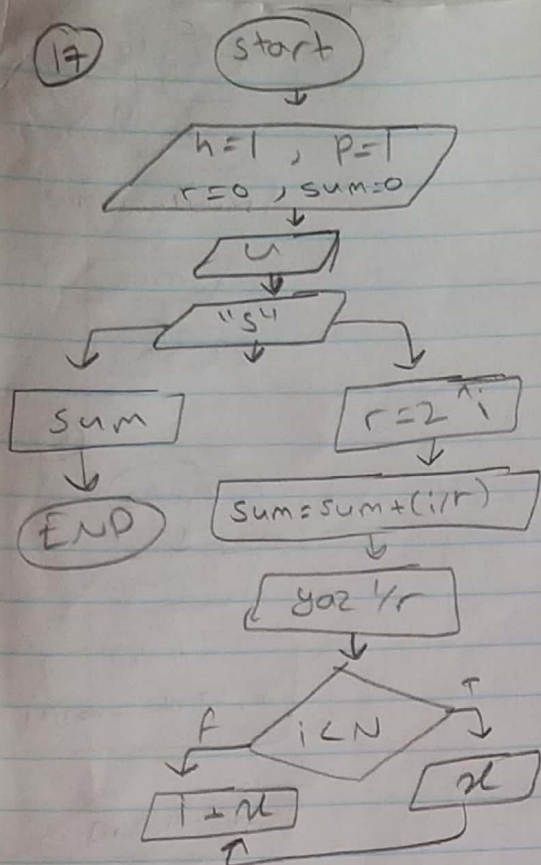 17
start
h=1, p=1
r=0, sum=0
u
"s"
sum
r=2^i
END
sum=sum+(i/r)
yaz 1/r
i<N
F
T
x